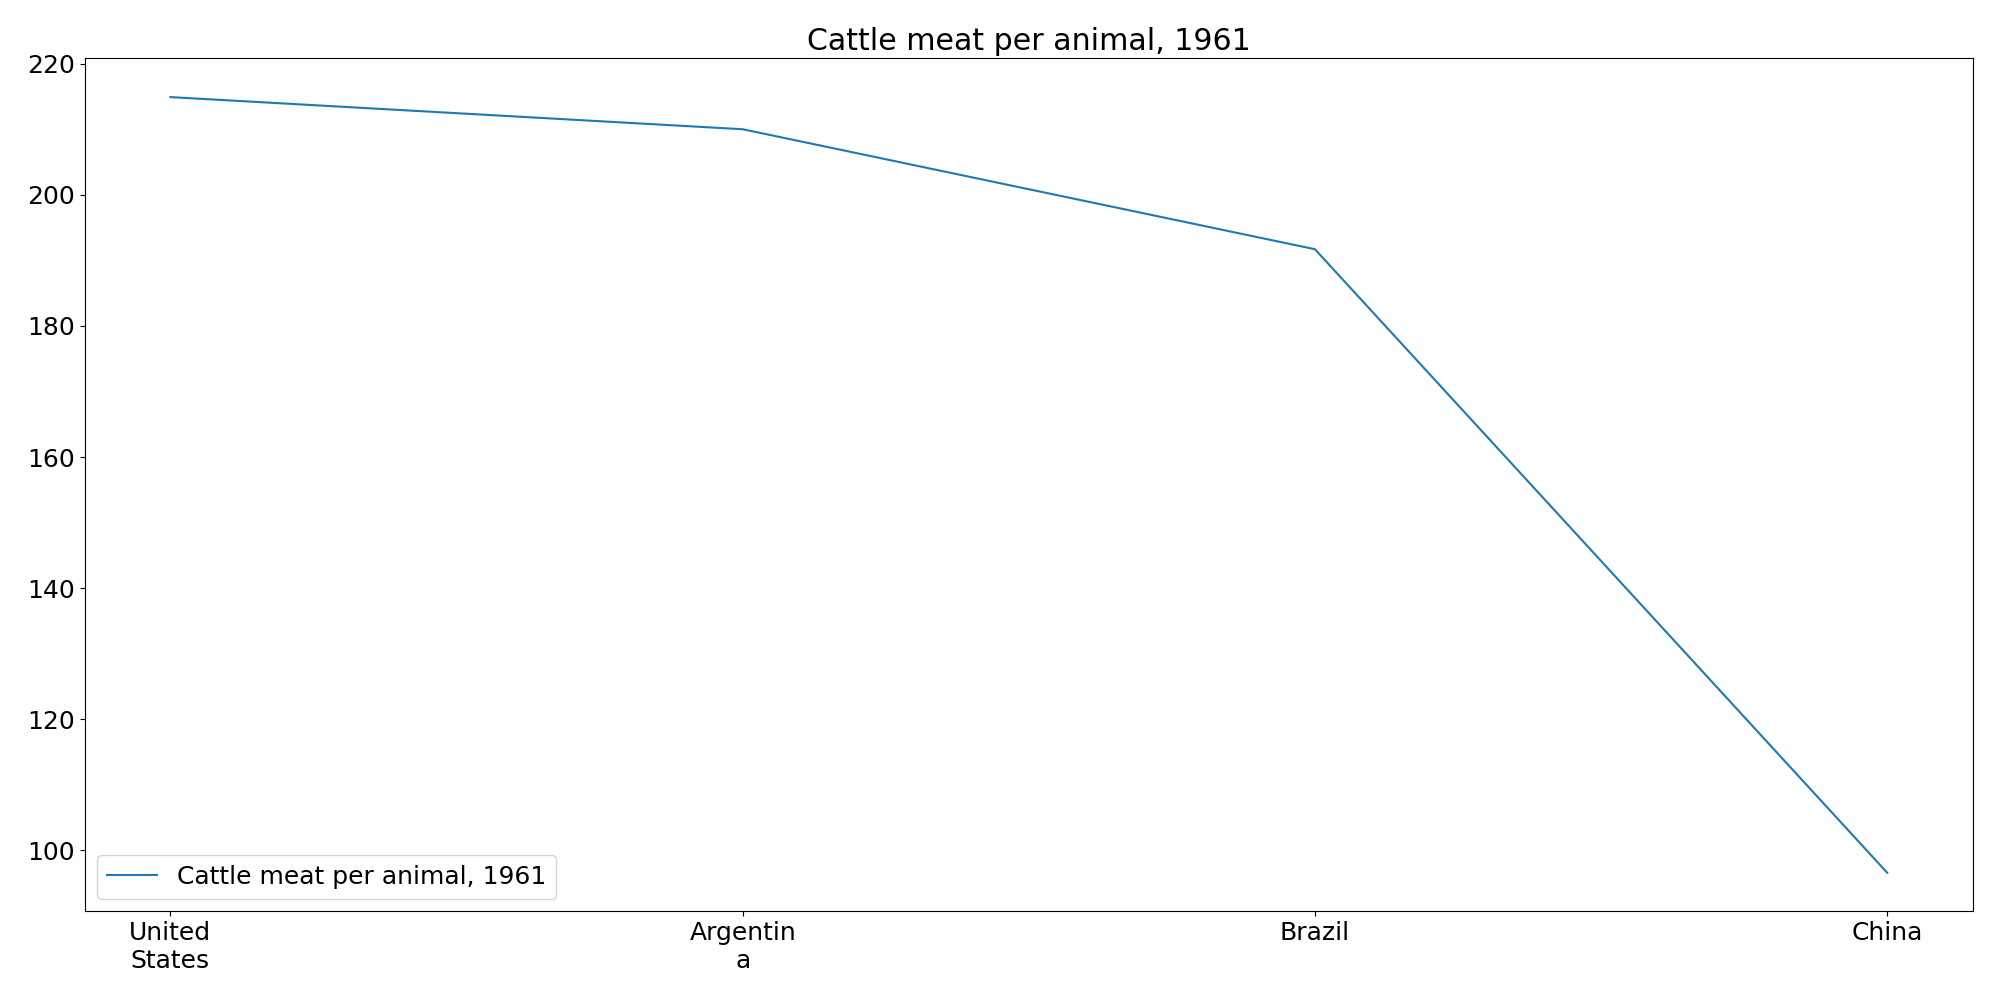 Cattle meat per animal, 1961
220
200
180
160
140
120
100
Cattle meat per animal, 1961
United
States
Argentin
a
Brazil
China